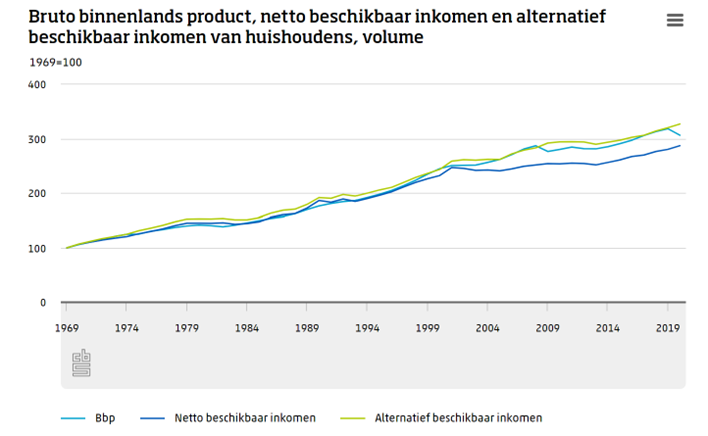 Bruto binnenlands product, netto beschikbaar inkomen en alternatief
beschikbaar inkomen van huishoudens, volume
1969=100
400
300
200
100
0
1969 1974 1979 1984 1989 1994 1999 2004 2009 2014 2019
cbs
Bbp Netto beschikbaar inkomen Alternatief beschikbaar inkomen